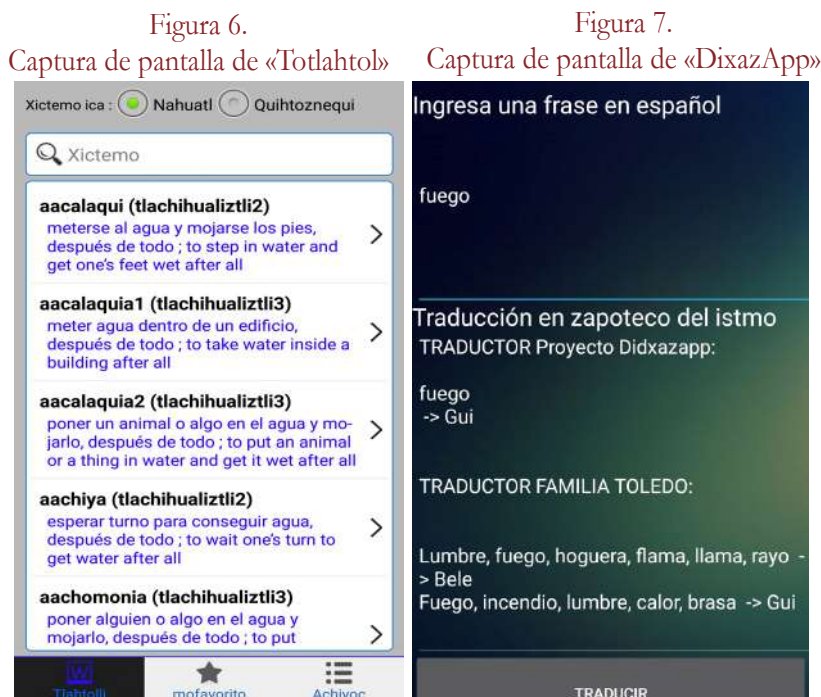 Figura 6.
Captura de pantalla de «Totlahtol»
Xictemo ica : Nahuatl Quihtoznequi
Xictemo
aacalaqui (tlachihualiztli2)
meterse al agua y mojarse los pies,
después de todo ; to step in water and
get one's feet wet after all
aacalaquia1 (tlachihualiztli3)
meter agua dentro de un edificio,
después de todo ; to take water inside a
building after all
aacalaquia2 (tlachihualiztli3)
poner un animal o algo en el agua y mo-
jarlo, después de todo ; to put an animal
or a thing in water and get it wet after all
aachiya (tlachihualiztli2)
esperar turno para conseguir agua,
después de todo ; to wait one's turn to
get water after all
aachomonia (tlachihualiztli3)
poner alguien o algo en el agua y
mojarlo, después de todo ; to put
Tlahtolli mofavorito Achiyoc
Figura 7.
Captura de pantalla de «DixazApp»
Ingresa una frase en español
fuego
Traducción en zapoteco del istmo
TRADUCTOR Proyecto Didxazapp:
fuego
-> Gui
TRADUCTOR FAMILIA TOLEDO:
Lumbre, fuego, hoguera, flama, llama, rayo -
> Bele
Fuego, incendio, lumbre, calor, brasa -> Gui
TRADUCIR